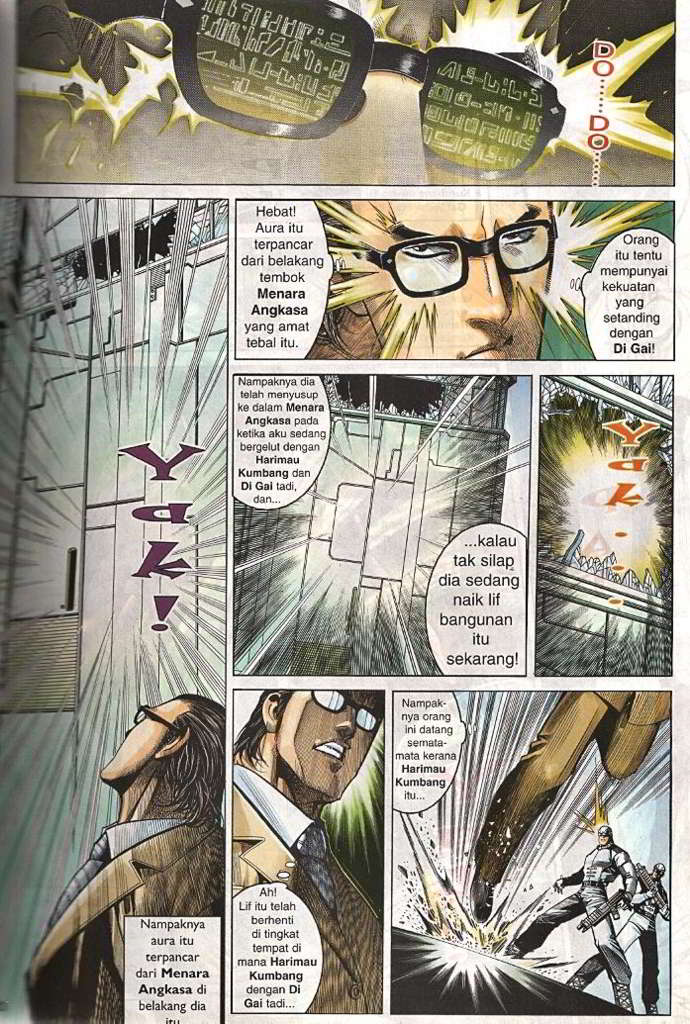 DO......DO......
Hebat!
Aura itu
terpancar
dari belakang
tembok
Menara
Angkasa
yang amat
tebal itu.
Orang
itu tentu
mempunyai
kekuatan
yang
setanding
dengan
Di Gai!
Yak!
Nampaknya
aura itu
terpancar
dari Menara
Angkasa di
belakang dia
itu
Nampaknya dia
telah menyusup
ke dalam Menara
Angkasa pada
ketika aku sedang
bergelut dengan
Harimau
Kumbang dan
Di Gai tadi,
dan...
...kalau
tak silap
dia sedang
naik lif
bangunan
itu
sekarang!
Yak...
Ah!
Lif itu telah
berhenti
di tingkat
tempat di
mana Harimau
Kumbang
dengan Di
Gai tadi...
Nampak-
nya orang
ini datang
semata-
mata kerana
Harimau
Kumbang
itu...